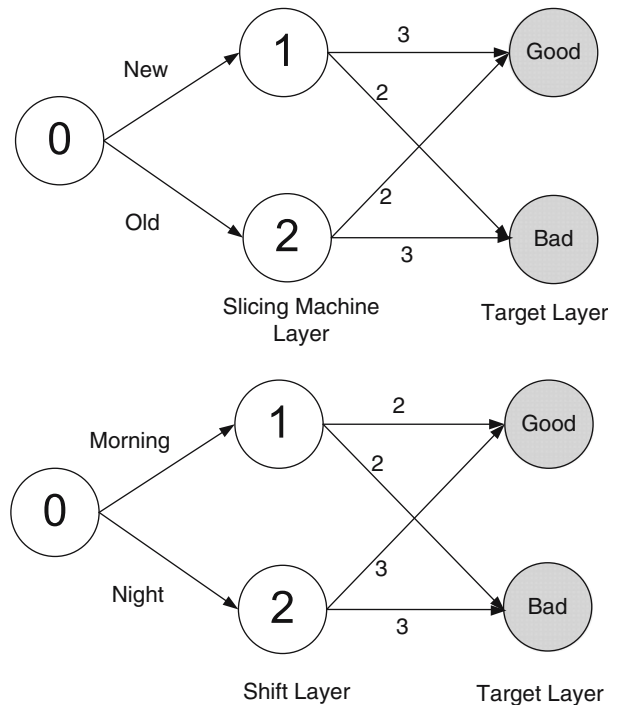 3
1
Good
New
2
0
2
Old
2
Bad
3
Slicing Machine
Layer
Target Layer
2
1
Good
Morning
2
0
3
Night
2
Bad
3
Shift Layer
Target Layer